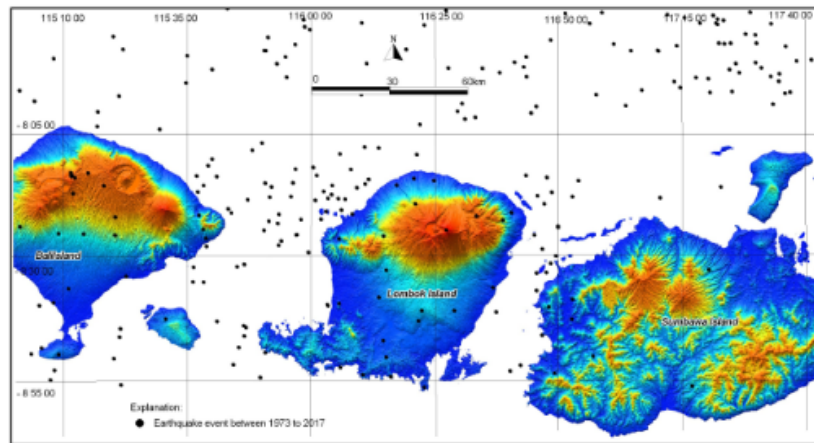 115 10 00 115 35 00 116 00 00 116 25 00 116 50 00 117 15 00 117 40 00
N
0 30 60km
- 8 05 00
Bali Island
- 8 30 00
Lombok Island
Sumbawa Island
- 8 55 00
Explanation:
Earthquake event between 1973 to 2017